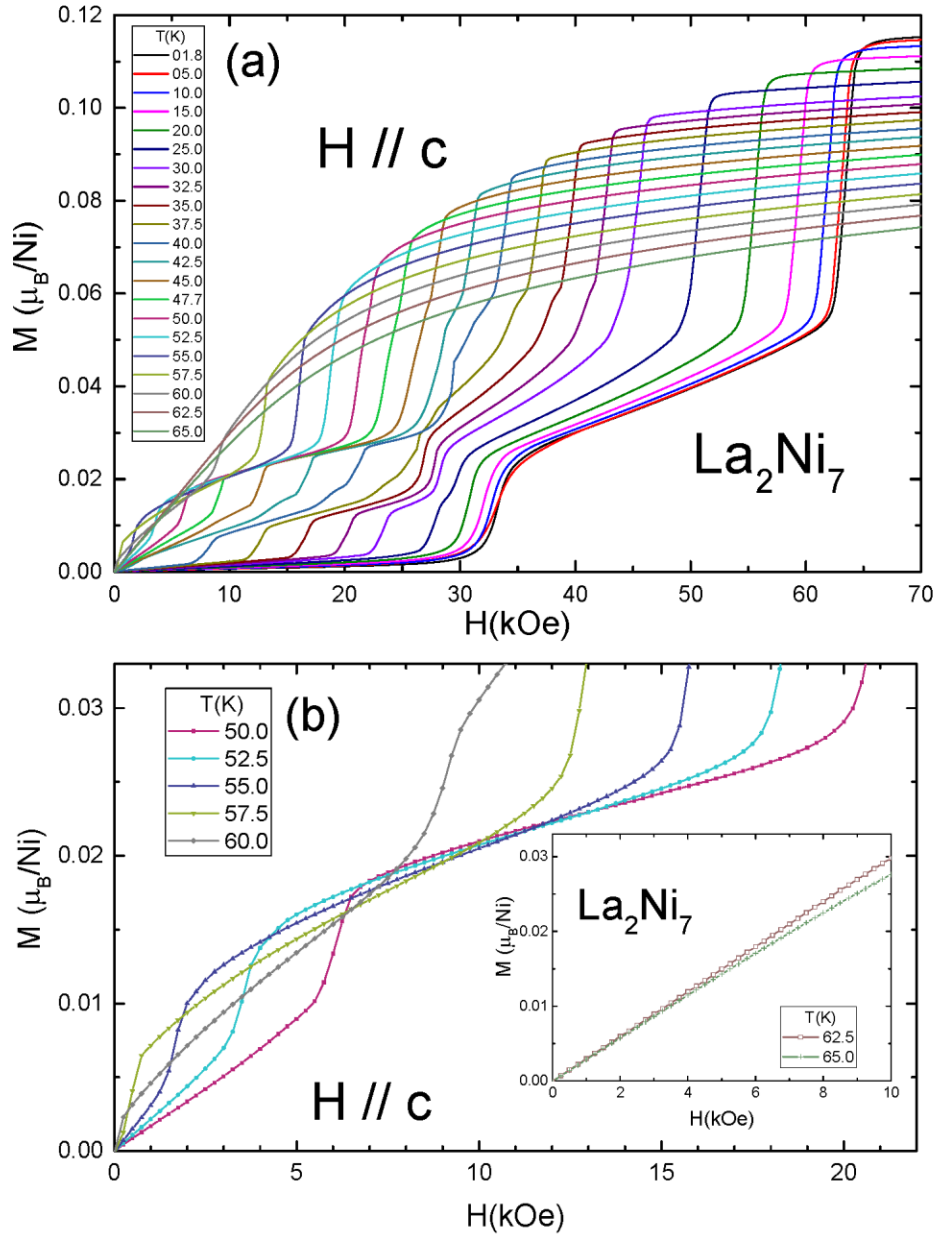 0.12
0.10
0.08
0.06
0.04
0.02
0.00
M (μB/Ni)
T(K)
01.8
05.0
10.0
15.0
20.0
25.0
30.0
32.5
35.0
37.5
40.0
42.5
45.0
47.7
50.0
52.5
55.0
57.5
60.0
62.5
65.0
(a)
H // c
La2Ni7
0 10 20 30 40 50 60 70
H(kOe)
0.03
0.02
0.01
0.00
M (μB/Ni)
T(K)
50.0
52.5
55.0
57.5
60.0
(b)
H // c
0.03
0.02
0.01
0.00
M (μB/Ni)
La2Ni7
T(K)
62.5
65.0
0 2 4 6 8 10
H(kOe)
0 5 10 15 20
H(kOe)